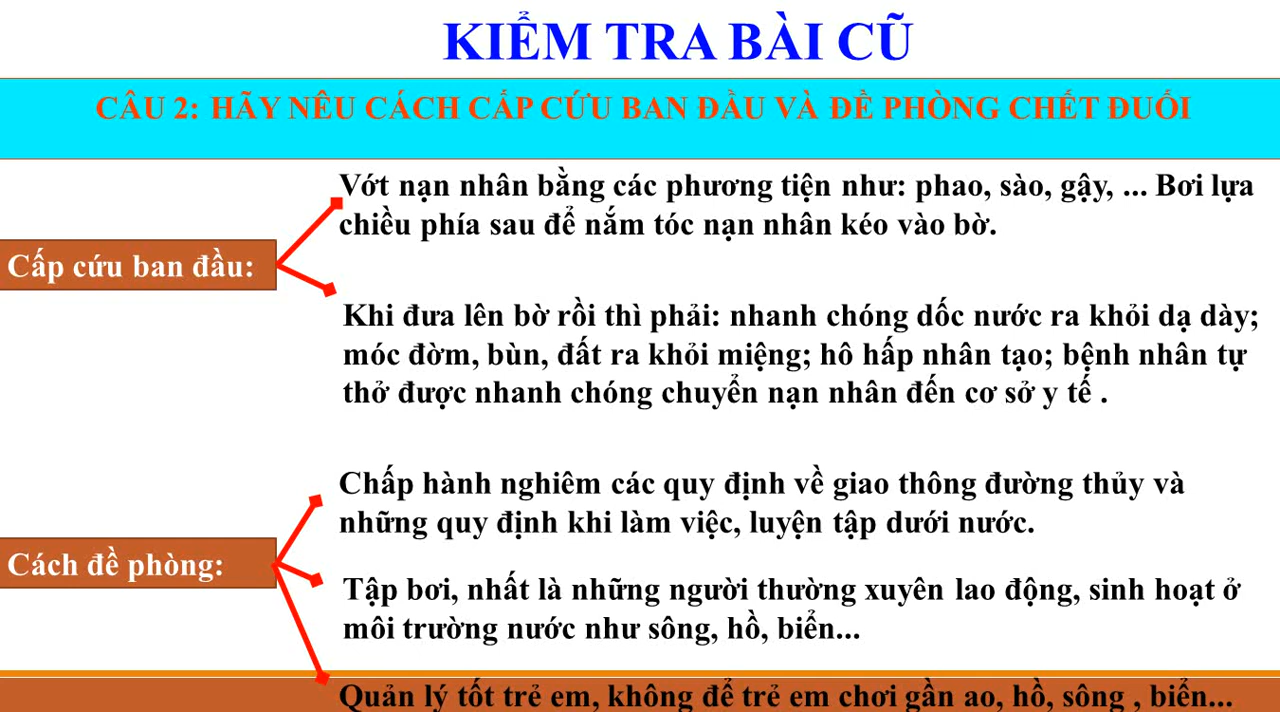 KIỂM TRA BÀI CŨ
CÂU 2: HÃY NÊU CÁCH CẤP CỨU BAN ĐẦU VÀ ĐỀ PHÒNG CHẾT ĐUỐI
Vớt nạn nhân bằng các phương tiện như: phao, sào, gậy, ... Bơi lựa
chiều phía sau để nắm tóc nạn nhân kéo vào bờ.
Cấp cứu ban đầu:
Khi đưa lên bờ rồi thì phải: nhanh chóng dốc nước ra khỏi dạ dày;
móc đờm, bùn, đất ra khỏi miệng; hô hấp nhân tạo; bệnh nhân tự
thở được nhanh chóng chuyển nạn nhân đến cơ sở y tế .
Chấp hành nghiêm các quy định về giao thông đường thủy và
những quy định khi làm việc, luyện tập dưới nước.
Cách đề phòng:
Tập bơi, nhất là những người thường xuyên lao động, sinh hoạt ở
môi trường nước như sông, hồ, biển...
Quản lý tốt trẻ em, không để trẻ em chơi gần ao, hồ, sông , biển...